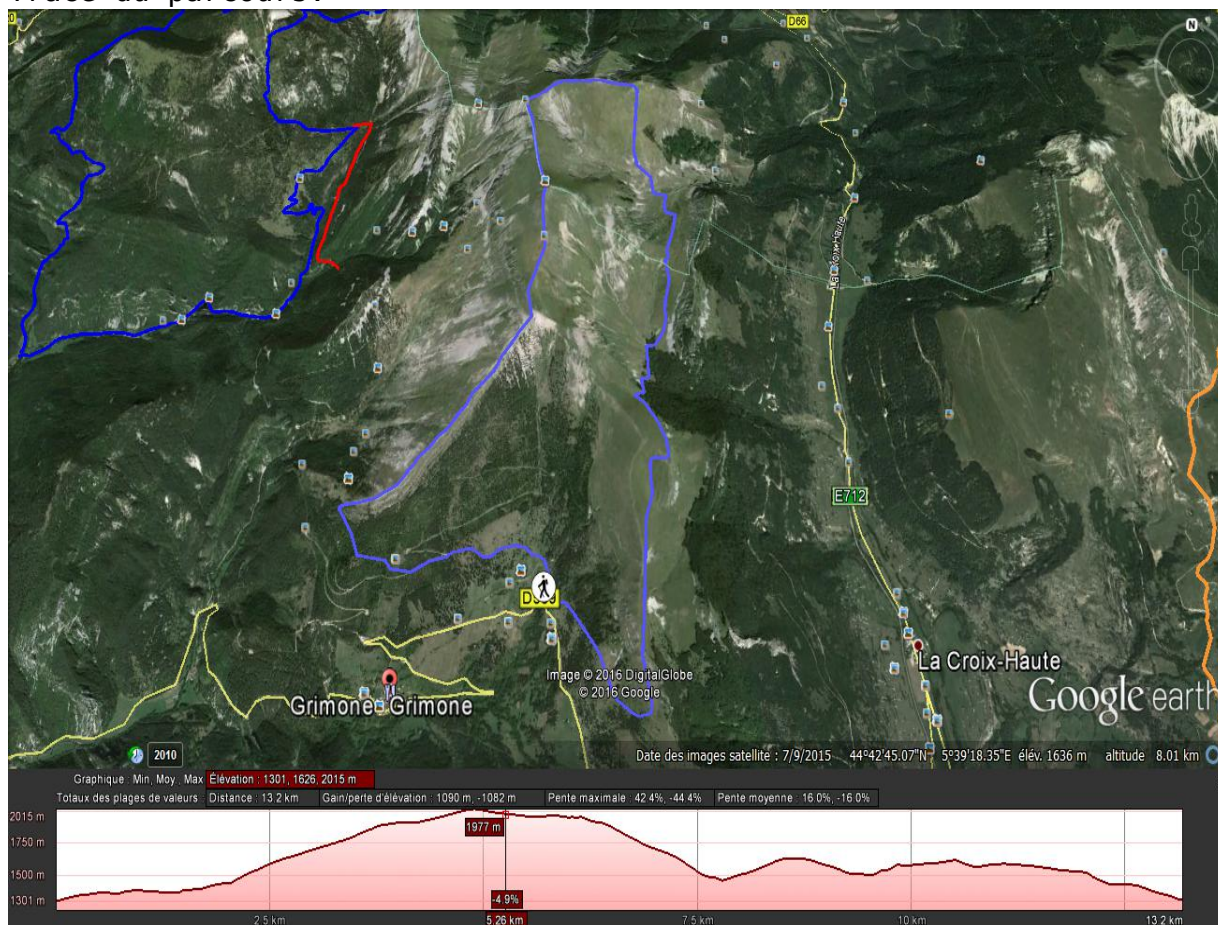 Trace du parcours.
20
D66
N
La Croix-Haute
E712
La Croix-Haute
Grimone Grimone
Image © 2016 DigitalGlobe
© 2016 Google
Google earth
2010
Date des images satellite : 7/9/2015 44°42'45.07"N 5°39'18.35"E élév. 1636 m altitude 8.01 km
Graphique : Min, Moy., Max Élévation : 1301, 1626, 2015 m
Totaux des plages de valeurs : Distance : 13.2 km Gain/perte d'élévation : 1090 m, -1082 m Pente maximale : 42.4%, -44.4% Pente moyenne : 16.0%, -16.0%
2015 m
1977 m
1750 m
1500 m
1301 m
-4.9%
2.5 km 5.26 km 7.5 km 10 km 13.2 km